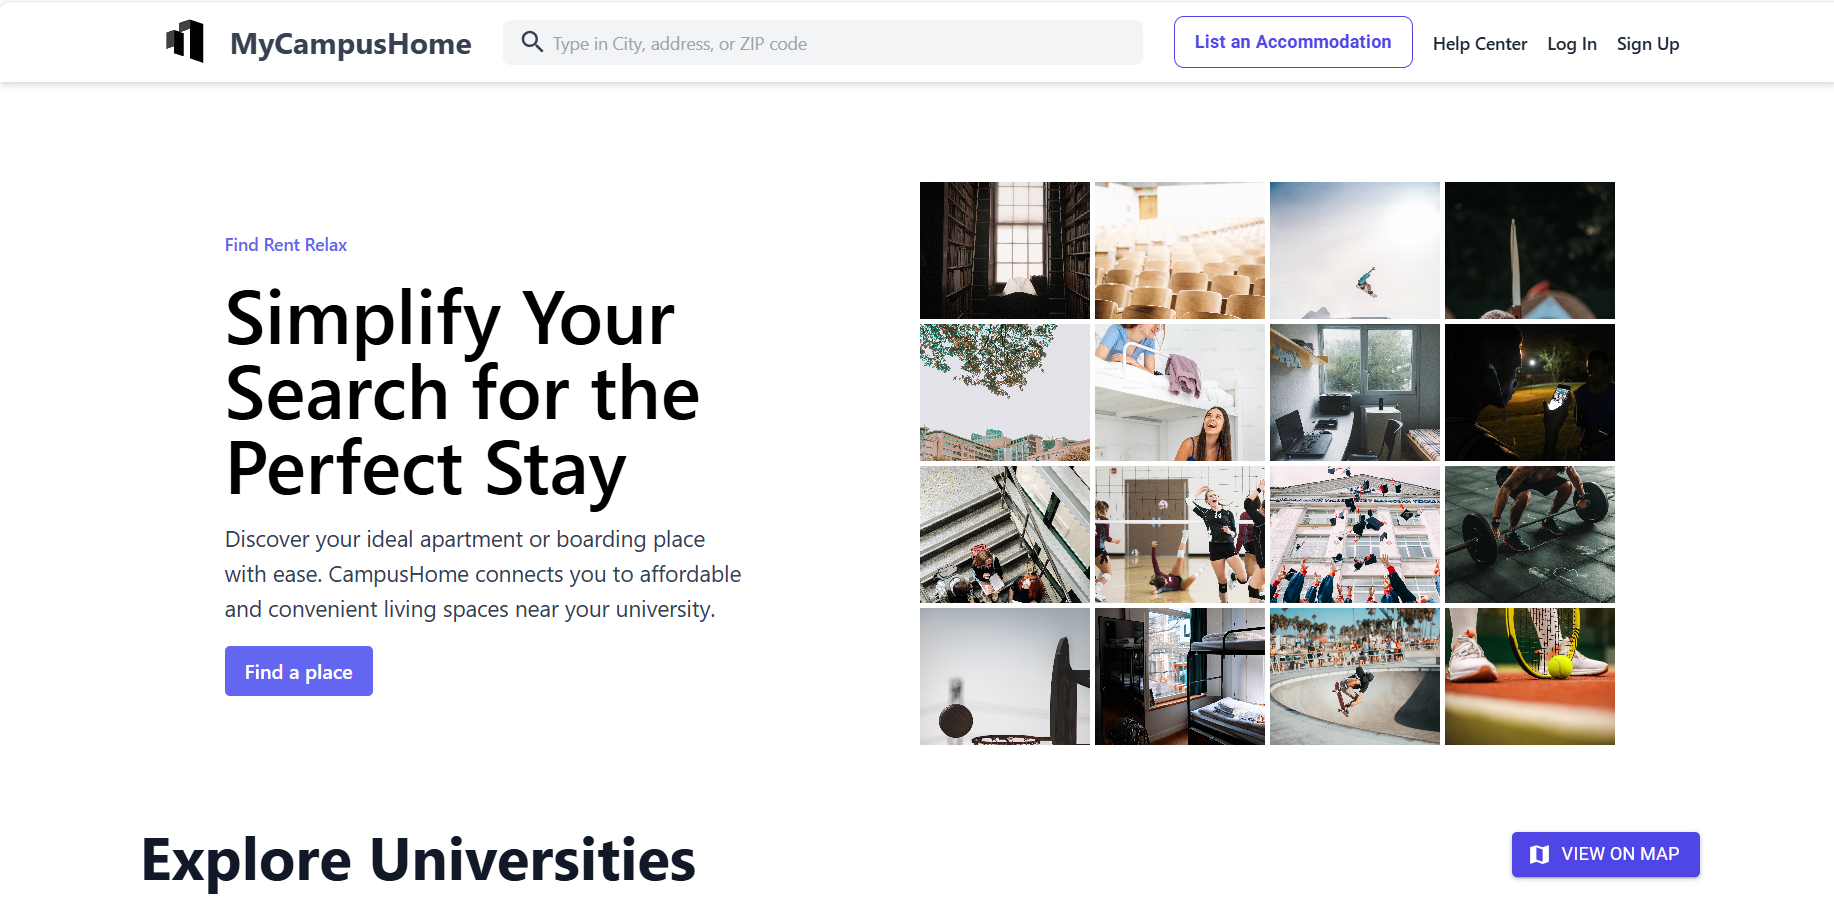 MyCampusHome
Type in City, address, or ZIP code
List an Accommodation
Help Center
Log In
Sign Up
Find Rent Relax
Simplify Your
Search for the
Perfect Stay
Discover your ideal apartment or boarding place
with ease. CampusHome connects you to affordable
and convenient living spaces near your university.
Find a place
Explore Universities
VIEW ON MAP